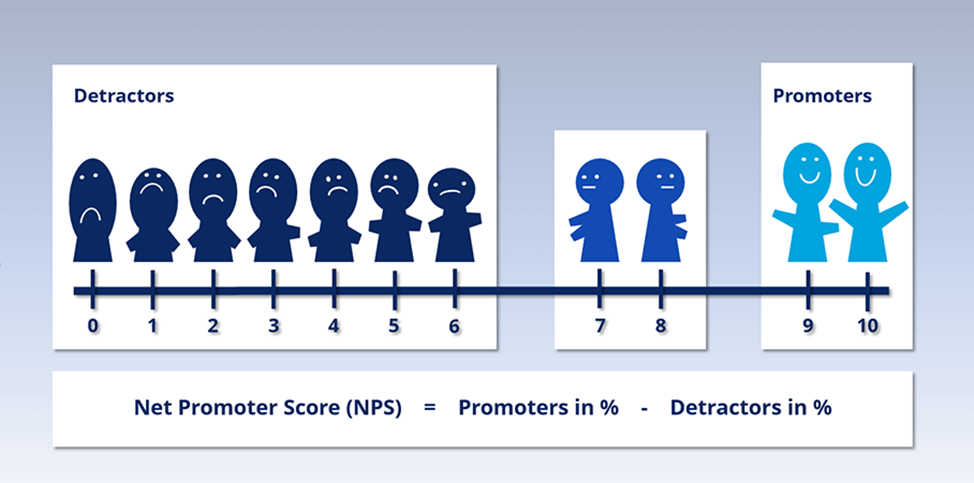 Detractors
Promoters
0 1 2 3 4 5 6 7 8 9 10
Net Promoter Score (NPS) = Promoters in % - Detractors in %